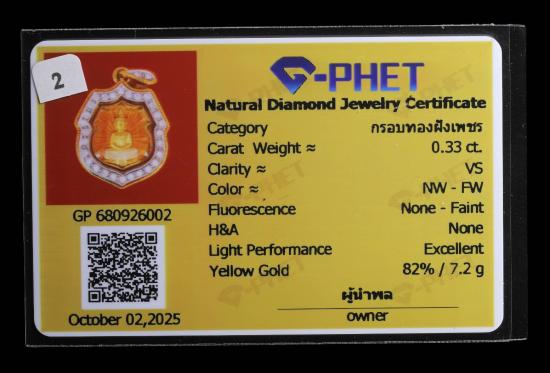 2
G-PHET
Natural Diamond Jewelry Certificate
Category กรอบทองฝังเพชร
Carat Weight ≈ 0.33 ct.
Clarity ≈ VS
Color ≈ NW - FW
Fluorescence None - Faint
H&A None
Light Performance Excellent
Yellow Gold 82% / 7.2 g
GP 680926002
October 02,2025
ผู้นำพล
owner